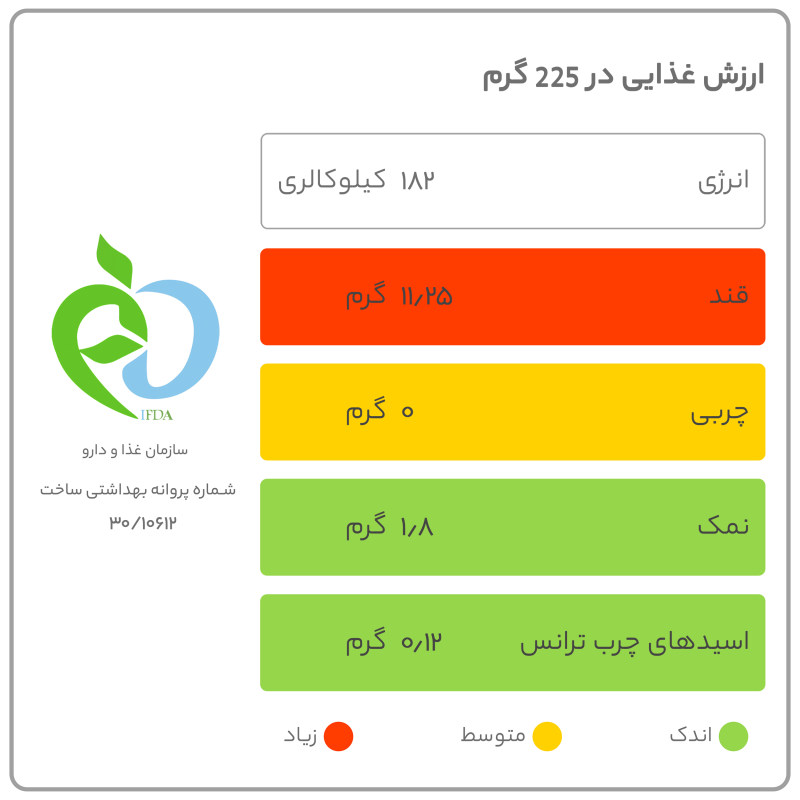 ارزش غذایی در 225 گرم
انرژی ۱۸۲ کیلوکالری
قند ۱۱٫۲۵ گرم
چربی ۰ گرم
نمک ۱٫۸ گرم
اسیدهای چرب ترانس ۰٫۱۲ گرم
اندک متوسط زیاد
IFDA
سازمان غذا و دارو
شماره پروانه بهداشتی ساخت
۳۰/۱۰۶۱۲